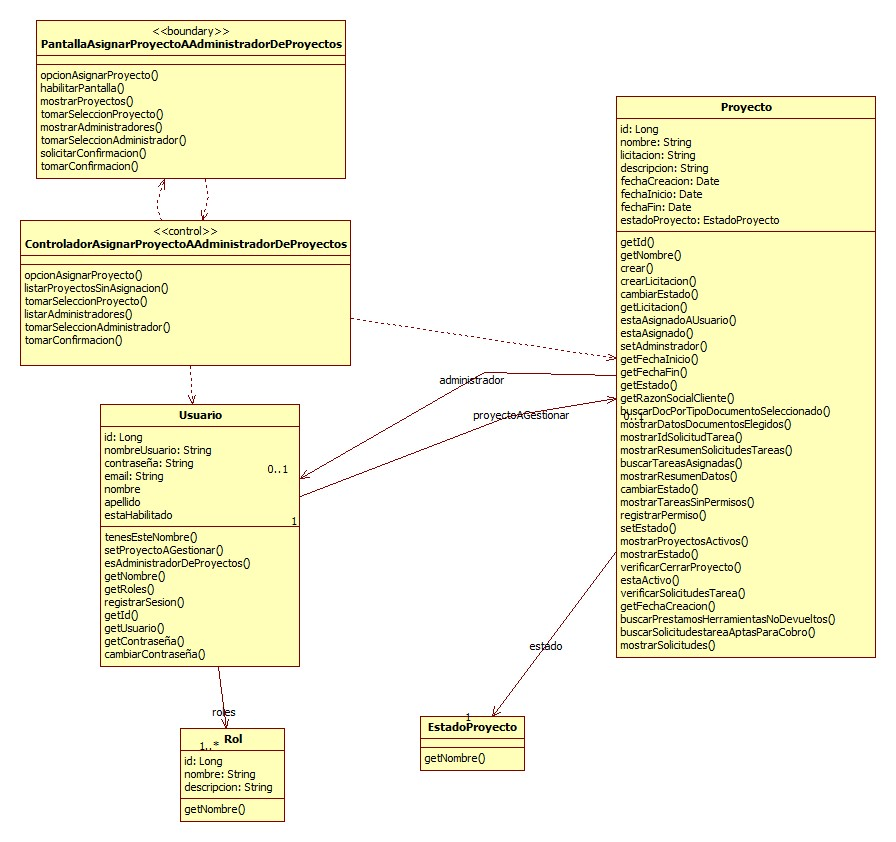 <<boundary>>
PantallaAsignarProyectoAAdministradorDeProyectos
opcionAsignarProyecto()
habilitarPantalla()
mostrarProyectos()
tomarSeleccionProyecto()
mostrarAdministradores()
tomarSeleccionAdministrador()
solicitarConfirmacion()
tomarConfirmacion()
<<control>>
ControladorAsignarProyectoAAdministradorDeProyectos
opcionAsignarProyecto()
listarProyectosSinAsignacion()
tomarSeleccionProyecto()
listarAdministradores()
tomarSeleccionAdministrador()
tomarConfirmacion()
Proyecto
id: Long
nombre: String
licitacion: String
descripcion: String
fechaCreacion: Date
fechaInicio: Date
fechaFin: Date
estadoProyecto: EstadoProyecto
getId()
getNombre()
crear()
crearLicitacion()
cambiarEstado()
getLicitacion()
estaAsignadoAUsuario()
estaAsignado()
setAdminstrador()
getFechaInicio()
getFechaFin()
getEstado()
getRazonSocialCliente()
buscarDocPorTipoDocumentoSeleccionado()
mostrarDatosDocumentosElegidos()
mostrarIdSolicitudTarea()
mostrarResumenSolicitudesTareas()
buscarTareasAsignadas()
mostrarResumenDatos()
cambiarEstado()
mostrarTareasSinPermisos()
registrarPermiso()
setEstado()
mostrarProyectosActivos()
mostrarEstado()
verificarCerrarProyecto()
estaActivo()
verificarSolicitudesTarea()
getFechaCreacion()
buscarPrestamosHerramientasNoDevueltos()
buscarSolicitudestareaAptasParaCobro()
mostrarSolicitudes()
administrador
0..1
proyectoAGestionar
0..1
1
Usuario
id: Long
nombreUsuario: String
contraseña: String
email: String
nombre
apellido
estaHabilitado
tenesEsteNombre()
setProyectoAGestionar()
esAdministradorDeProyectos()
getNombre()
getRoles()
registrarSesion()
getId()
getUsuario()
getContraseña()
cambiarContraseña()
estado
1
roles
1..*
Rol
id: Long
nombre: String
descripcion: String
getNombre()
EstadoProyecto
getNombre()